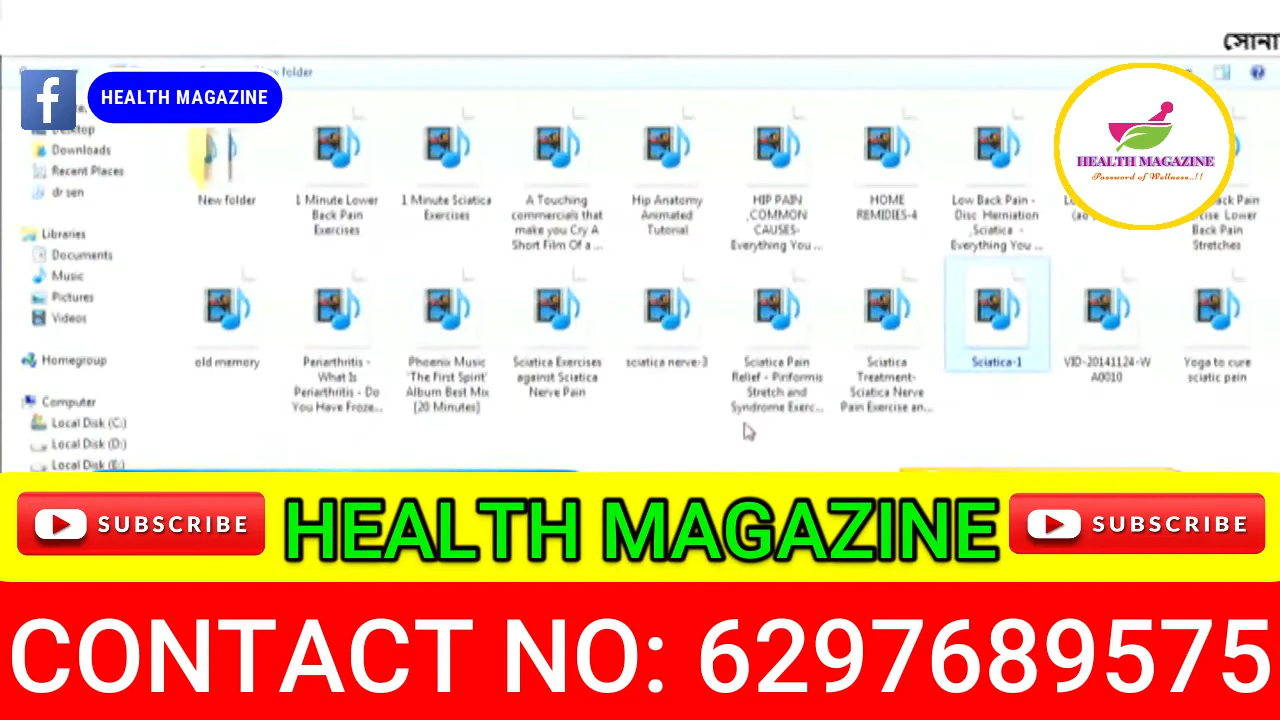 সোনা
folder
HEALTH MAGAZINE
HEALTH MAGAZINE
Password of Wellness..!!
Desktop
Downloads
Recent Places
dr sen
Libraries
Documents
Music
Pictures
Videos
Homegroup
Computer
Local Disk (C:)
Local Disk (D:)
Local Disk (E:)
New folder
1 Minute Lower
Back Pain
Exercises
1 Minute Sciatica
Exercises
A Touching
commercials that
make you Cry A
Short Film Of a ...
Hip Anatomy
Animated
Tutorial
HIP PAIN
,COMMON
CAUSES-
Everything You ...
HOME
REMIDIES-4
Low Back Pain -
Disc Herniation
,Sciatica -
Everything You ...
Back Pain
Lower
Back Pain
Stretches
old memory
Periarthritis -
What Is
Periarthritis - Do
You Have Froze...
Phoenix Music
'The First Spirit'
Album Best Mix
[20 Minutes]
Sciatica Exercises
against Sciatica
Nerve Pain
sciatica nerve-3
Sciatica Pain
Relief - Piriformis
Stretch and
Syndrome Exerc...
Sciatica
Treatment-
Sciatica Nerve
Pain Exercise an...
Sciatica-1
VID-20141124-W
A0010
Yoga to cure
sciatic pain
SUBSCRIBE
HEALTH MAGAZINE
SUBSCRIBE
CONTACT NO: 6297689575